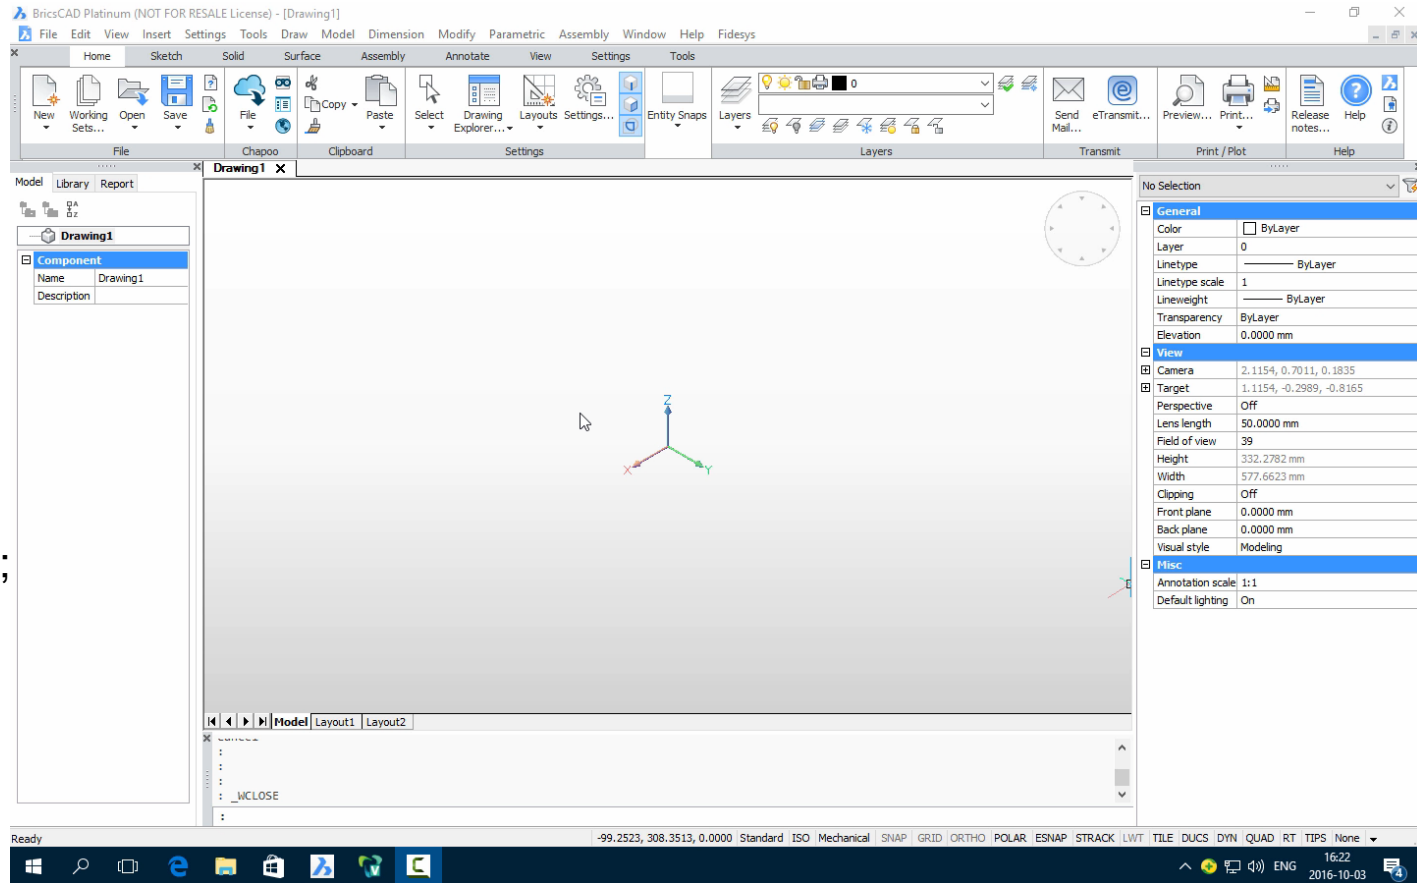 BricsCAD Platinum (NOT FOR RESALE License) - [Drawing1]
File Edit View Insert Settings Tools Draw Model Dimension Modify Parametric Assembly Window Help Fidesys
Home Sketch Solid Surface Assembly Annotate View Settings Tools
New Working Sets... Open Save File Copy Paste Select Drawing Explorer... Layouts Settings... Entity Snaps Layers 0 Send Mail... eTransmit... Preview... Print... Release notes... Help
File Chapoo Clipboard Settings Layers Transmit Print / Plot Help
Drawing1
Model Library Report
Drawing1
Component
Name Drawing1
Description
Z
X
Y
Model Layout1 Layout2
:
:
:
: _WCLOSE
:
No Selection
General
Color ByLayer
Layer 0
Linetype ByLayer
Linetype scale 1
Lineweight ByLayer
Transparency ByLayer
Elevation 0.0000 mm
View
Camera 2.1154, 0.7011, 0.1835
Target 1.1154, -0.2989, -0.8165
Perspective Off
Lens length 50.0000 mm
Field of view 39
Height 332.2782 mm
Width 577.6623 mm
Clipping Off
Front plane 0.0000 mm
Back plane 0.0000 mm
Visual style Modeling
Misc
Annotation scale 1:1
Default lighting On
;
Ready -99.2523, 308.3513, 0.0000 Standard ISO Mechanical SNAP GRID ORTHO POLAR ESNAP STRACK LWT TILE DUCS DYN QUAD RT TIPS None
ENG 16:22
2016-10-03
4